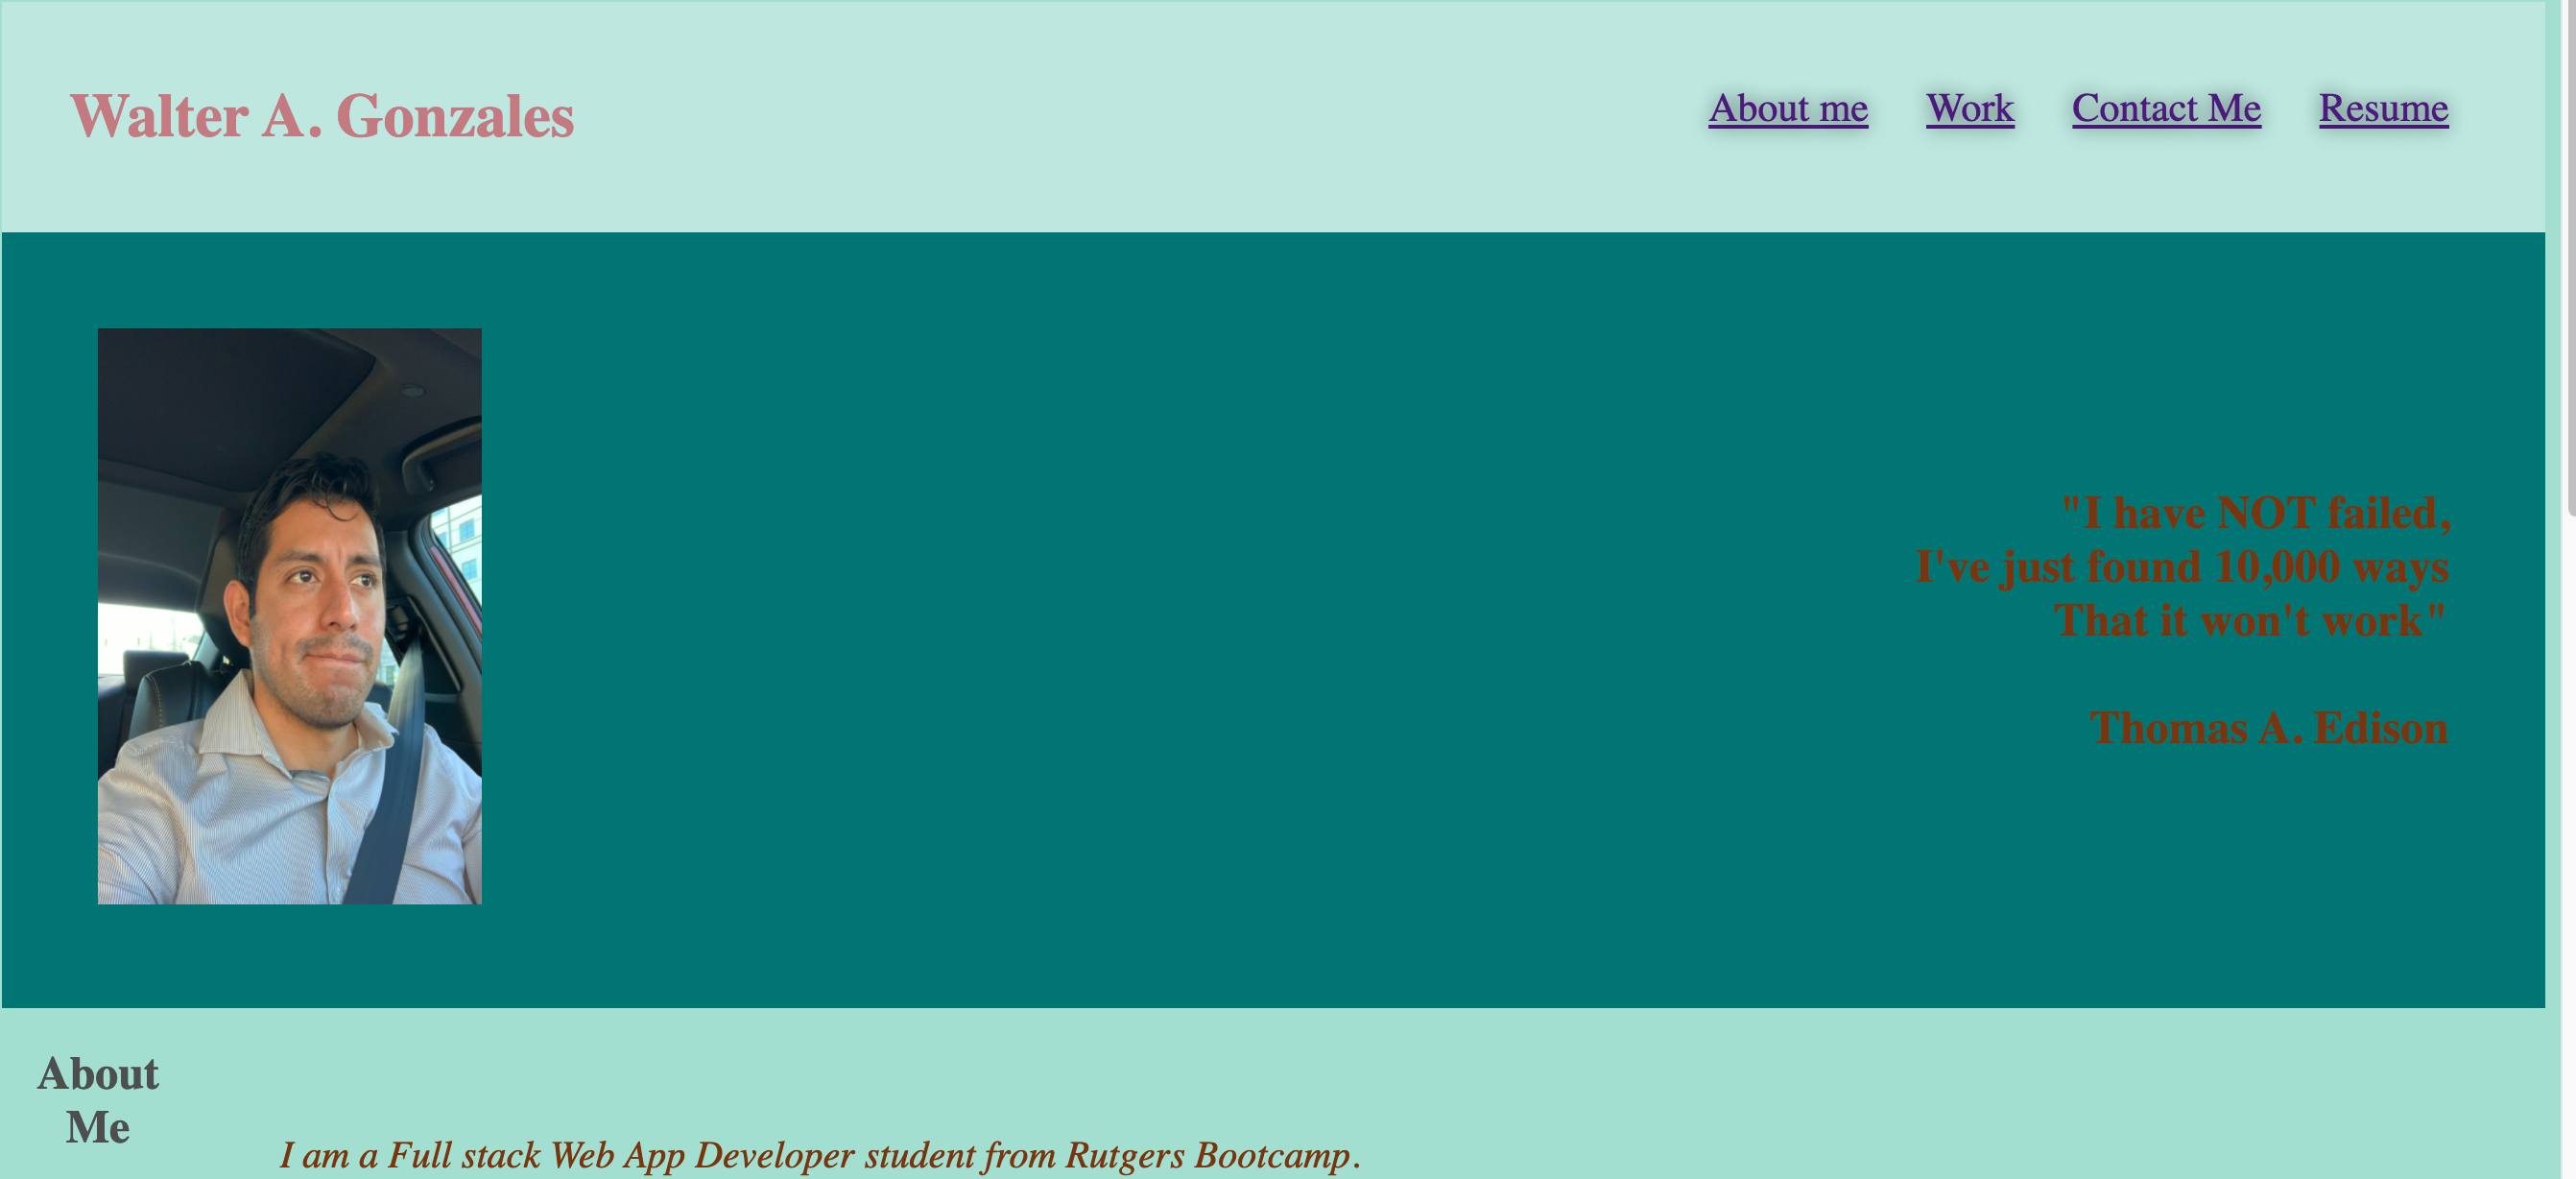 Walter A. Gonzales
About me Work Contact Me Resume
"I have NOT failed,
I've just found 10,000 ways
That it won't work"
Thomas A. Edison
About
Me
I am a Full stack Web App Developer student from Rutgers Bootcamp.